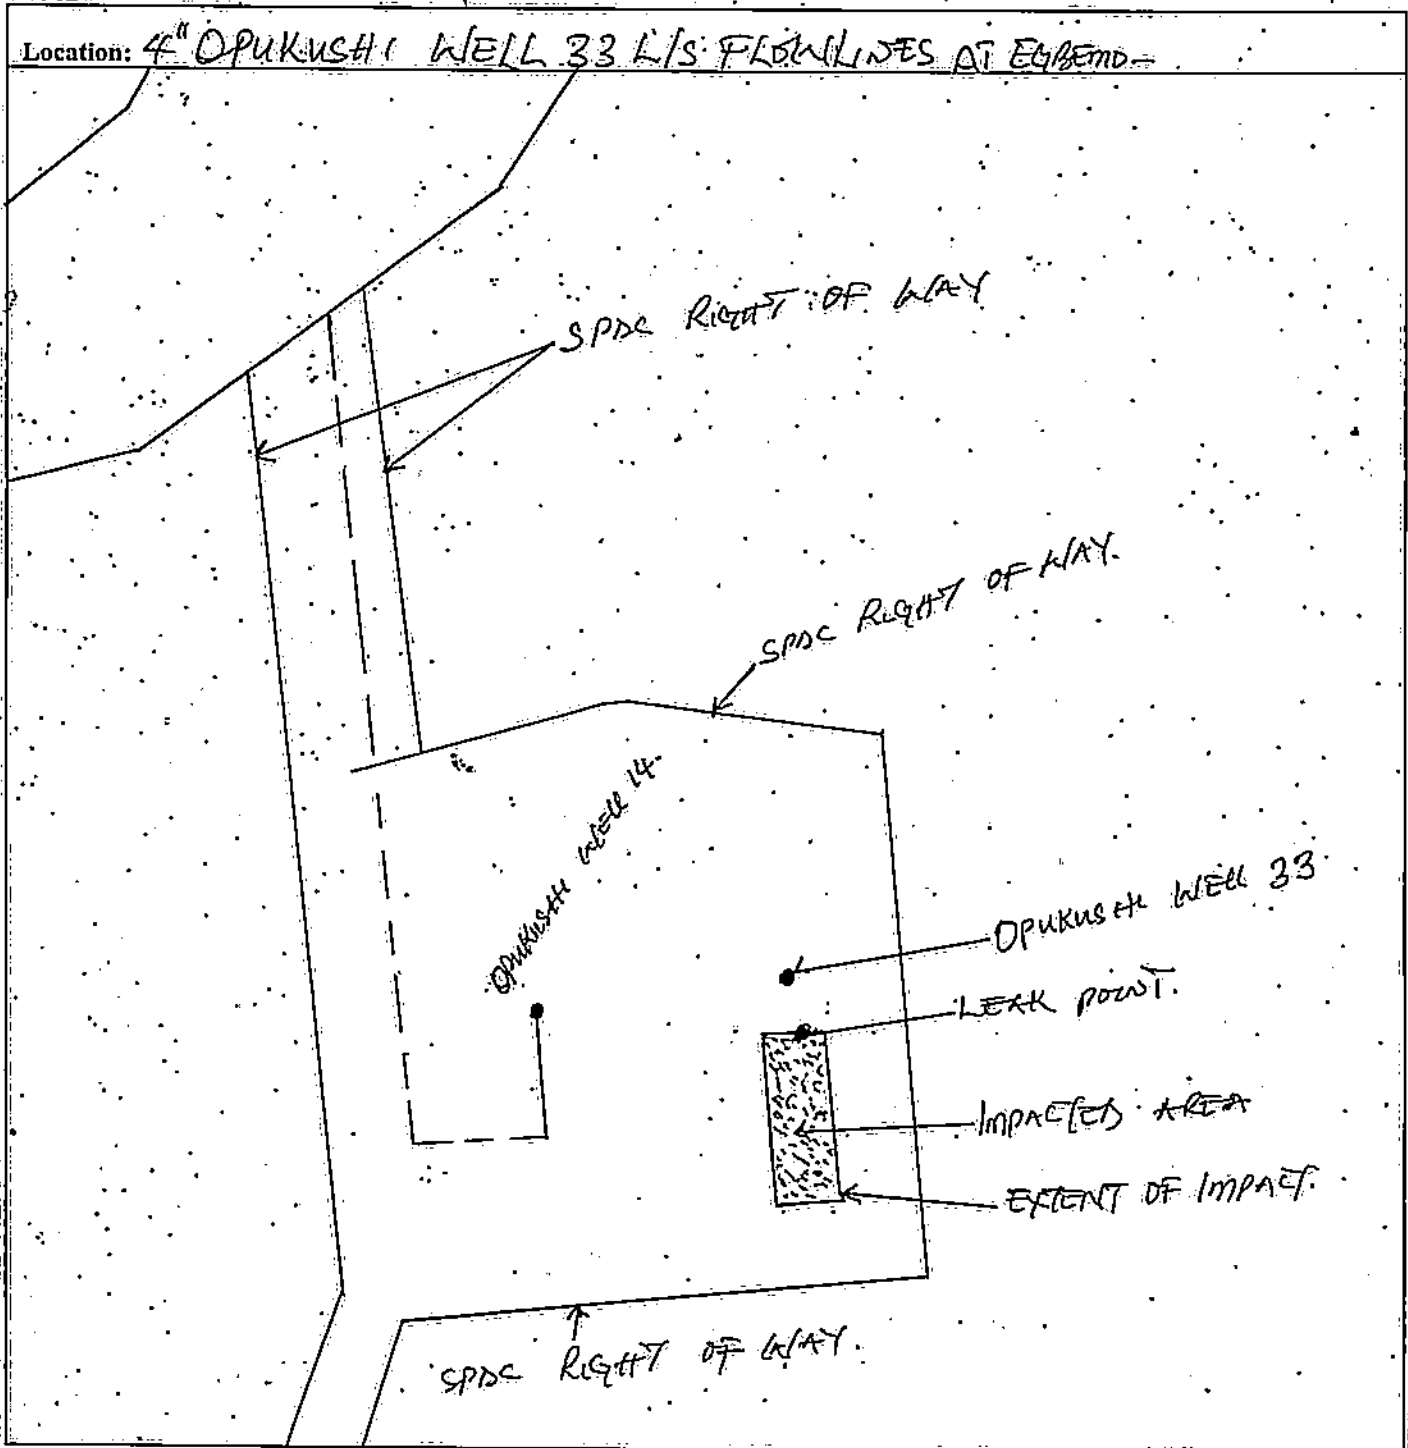 Location: 4" OPUKUSHI WELL 33 L/S FLOWLINES AT EGBEMO-
SPDC RIGHT OF WAY
SPDC RIGHT OF WAY.
OPUKUSHI WELL 14-
OPUKUSHI WELL 33
LEAK POINT.
IMPACTED AREA
EXTENT OF IMPACT.
SPDC RIGHT OF WAY.